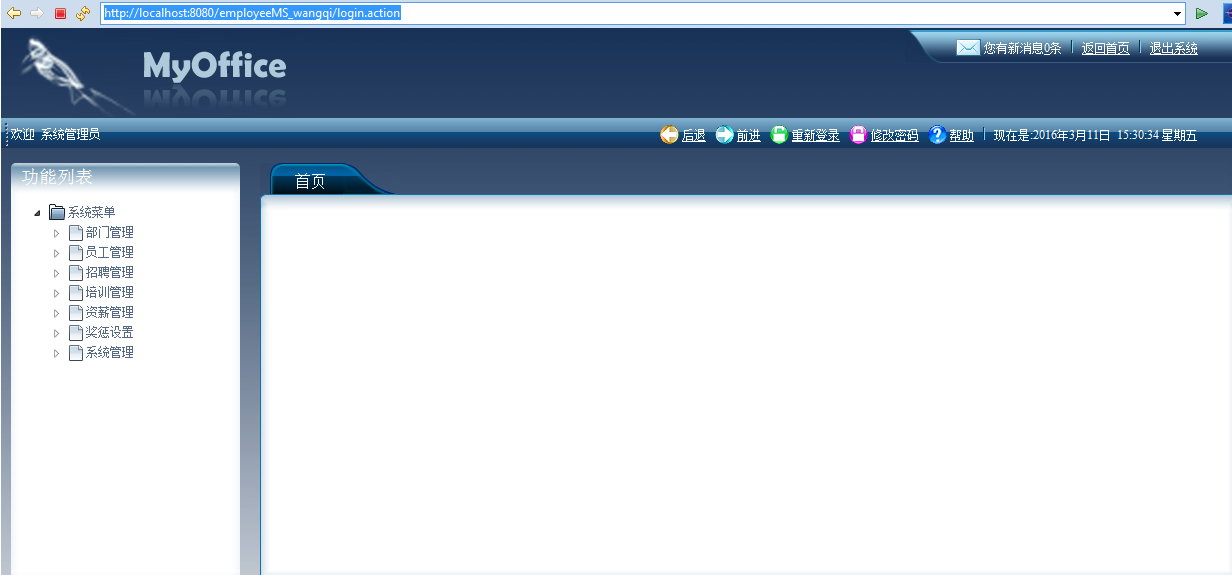 http://localhost:8080/employeeMS_wangqi/login.action
MyOffice
您有新消息0条 返回首页 退出系统
欢迎 系统管理员
后退 前进 重新登录 修改密码 帮助 现在是:2016年3月11日 15:30:34 星期五
功能列表
首页
系统菜单
部门管理
员工管理
招聘管理
培训管理
资薪管理
奖惩设置
系统管理